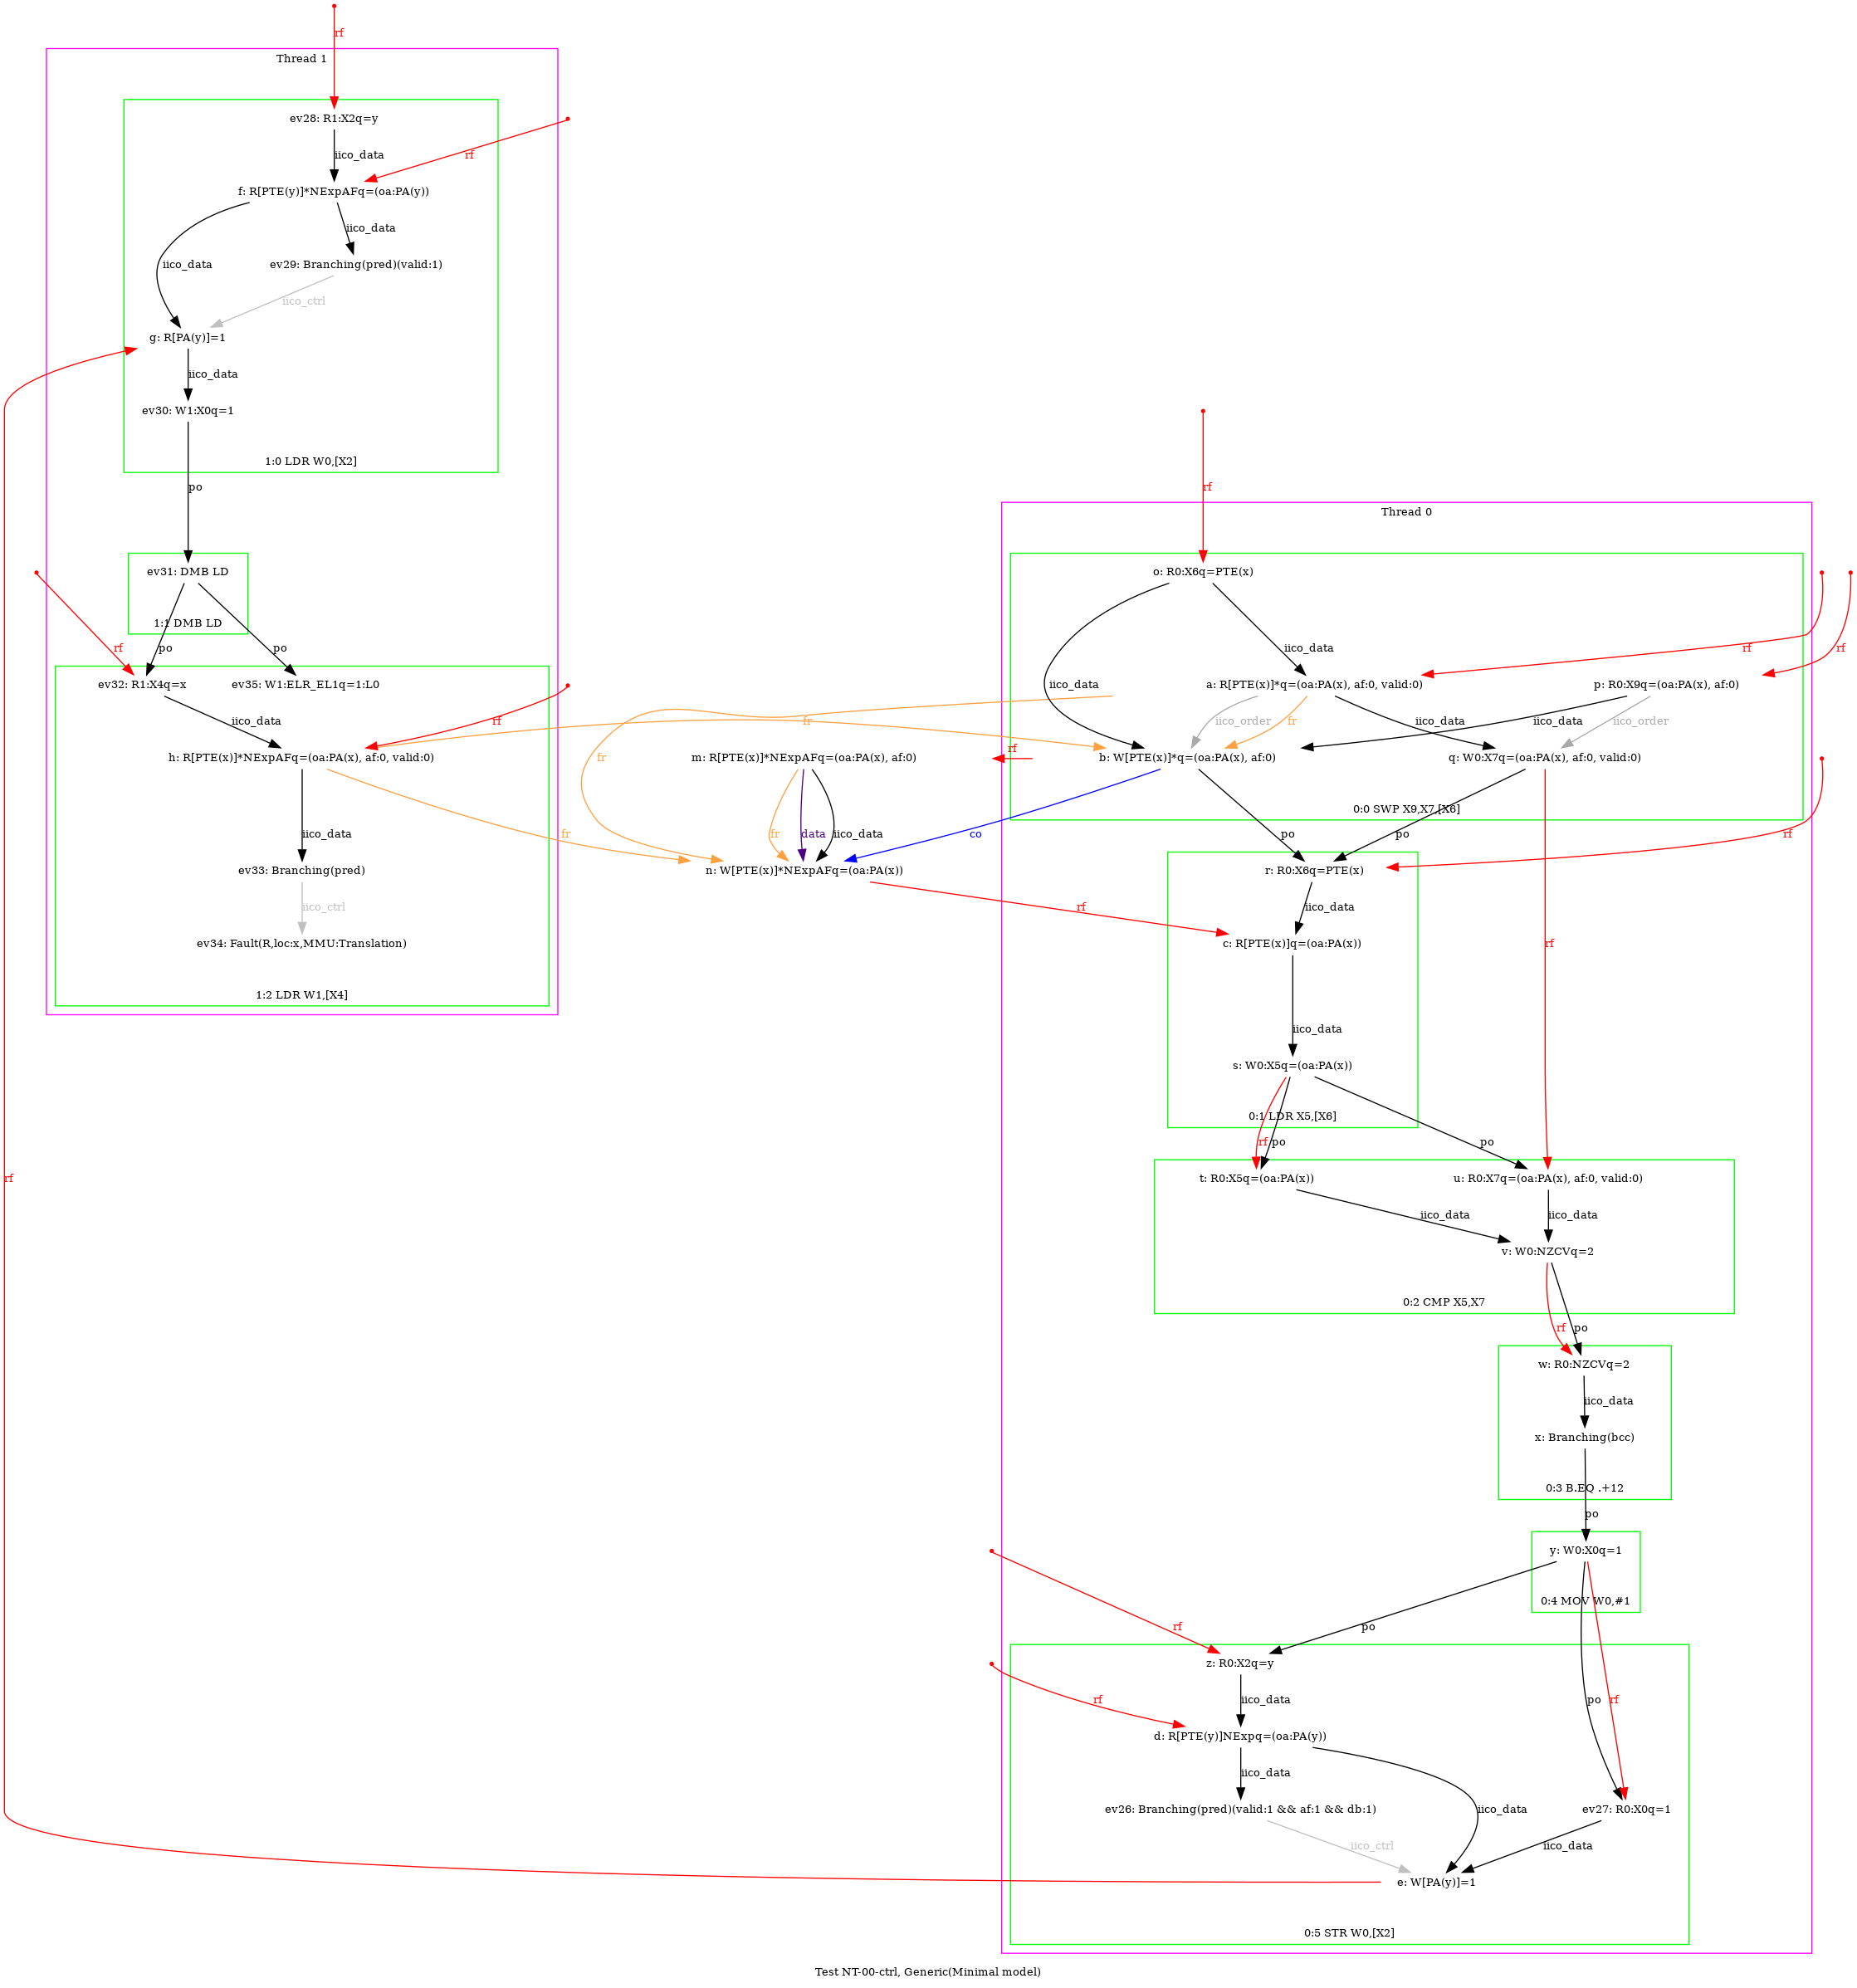 rf
Thread 1
ev28: R1:X2q=y
iico_data
rf
f: R[PTE(y)]*NExpAFq=(oa:PA(y))
iico_data
iico_data
ev29: Branching(pred)(valid:1)
iico_ctrl
g: R[PA(y)]=1
iico_data
ev30: W1:X0q=1
1:0 LDR W0,[X2]
po
rf
Thread 0
ev31: DMB LD
o: R0:X6q=PTE(x)
1:1 DMB LD
rf
po
po
iico_data
rf
rf
ev32: R1:X4q=x
ev35: W1:ELR_EL1q=1:L0
iico_data
a: R[PTE(x)]*q=(oa:PA(x), af:0, valid:0)
p: R0:X9q=(oa:PA(x), af:0)
iico_data
rf
fr
iico_order
fr
iico_data
iico_data
iico_order
h: R[PTE(x)]*NExpAFq=(oa:PA(x), af:0, valid:0)
fr
m: R[PTE(x)]*NExpAFq=(oa:PA(x), af:0)
rf
b: W[PTE(x)]*q=(oa:PA(x), af:0)
q: W0:X7q=(oa:PA(x), af:0, valid:0)
0:0 SWP X9,X7,[X6]
iico_data
fr
fr
data
iico_data
co
po
po
rf
ev33: Branching(pred)
n: W[PTE(x)]*NExpAFq=(oa:PA(x))
r: R0:X6q=PTE(x)
iico_ctrl
rf
iico_data
ev34: Fault(R,loc:x,MMU:Translation)
c: R[PTE(x)]q=(oa:PA(x))
rf
1:2 LDR W1,[X4]
iico_data
s: W0:X5q=(oa:PA(x))
0:1 LDR X5,[X6]
rf
po
po
rf
t: R0:X5q=(oa:PA(x))
u: R0:X7q=(oa:PA(x), af:0, valid:0)
iico_data
iico_data
v: W0:NZCVq=2
0:2 CMP X5,X7
rf
po
w: R0:NZCVq=2
iico_data
x: Branching(bcc)
0:3 B.EQ .+12
po
y: W0:X0q=1
0:4 MOV W0,#1
rf
po
z: R0:X2q=y
rf
iico_data
po
rf
d: R[PTE(y)]NExpq=(oa:PA(y))
iico_data
ev26: Branching(pred)(valid:1 && af:1 && db:1)
iico_data
ev27: R0:X0q=1
iico_ctrl
iico_data
e: W[PA(y)]=1
0:5 STR W0,[X2]
Test NT-00-ctrl, Generic(Minimal model)